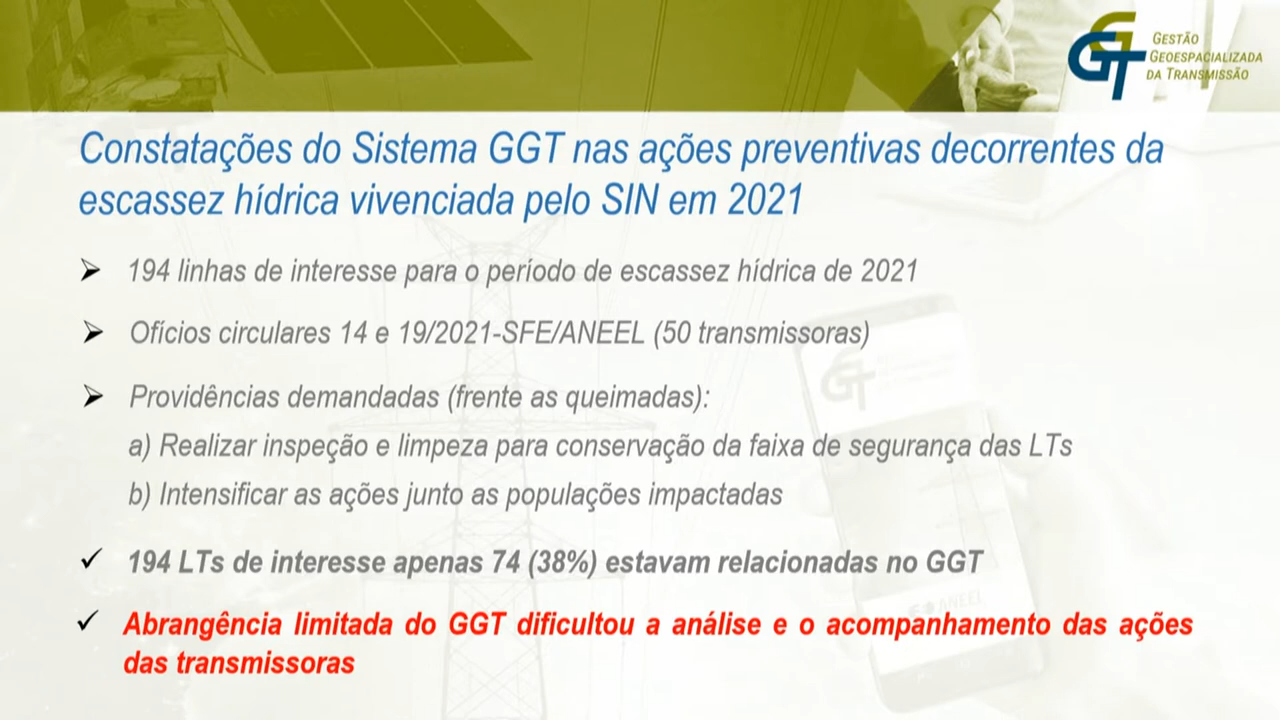 GGT
GESTÃO
GEOESPACIALIZADA
DA TRANSMISSÃO
Constatações do Sistema GGT nas ações preventivas decorrentes da
escassez hídrica vivenciada pelo SIN em 2021
194 linhas de interesse para o período de escassez hídrica de 2021
Ofícios circulares 14 e 19/2021-SFE/ANEEL (50 transmissoras)
Providências demandadas (frente as queimadas):
a) Realizar inspeção e limpeza para conservação da faixa de segurança das LTs
b) Intensificar as ações junto as populações impactadas
194 LTs de interesse apenas 74 (38%) estavam relacionadas no GGT
Abrangência limitada do GGT dificultou a análise e o acompanhamento das ações
das transmissoras
GGT
ANEEL